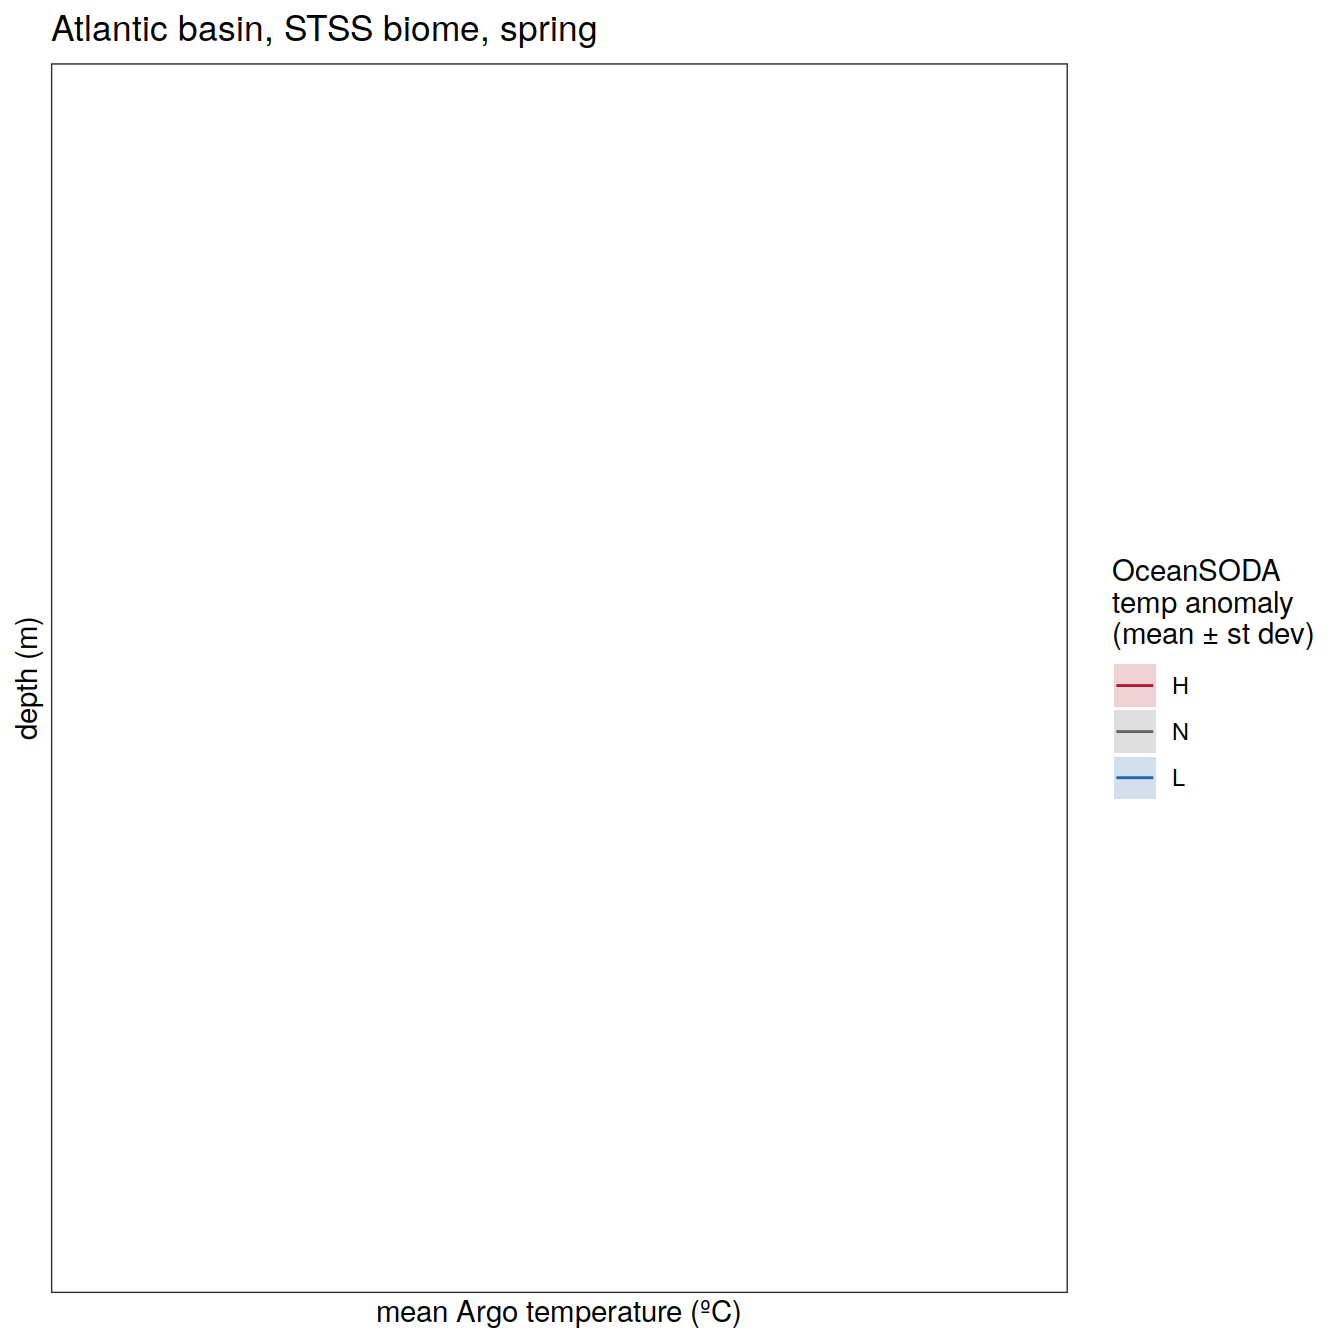 Atlantic basin, STSS biome, spring
depth (m)
mean Argo temperature (ºC)
OceanSODA
temp anomaly
(mean ± st dev)
H
N
L